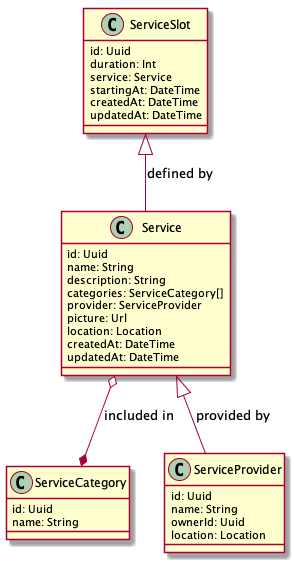 C ServiceSlot
id: Uuid
duration: Int
service: Service
startingAt: DateTime
createdAt: DateTime
updatedAt: DateTime
defined by
C Service
id: Uuid
name: String
description: String
categories: ServiceCategory[]
provider: ServiceProvider
picture: Url
location: Location
createdAt: DateTime
updatedAt: DateTime
included in
provided by
C ServiceCategory
id: Uuid
name: String
C ServiceProvider
id: Uuid
name: String
ownerId: Uuid
location: Location